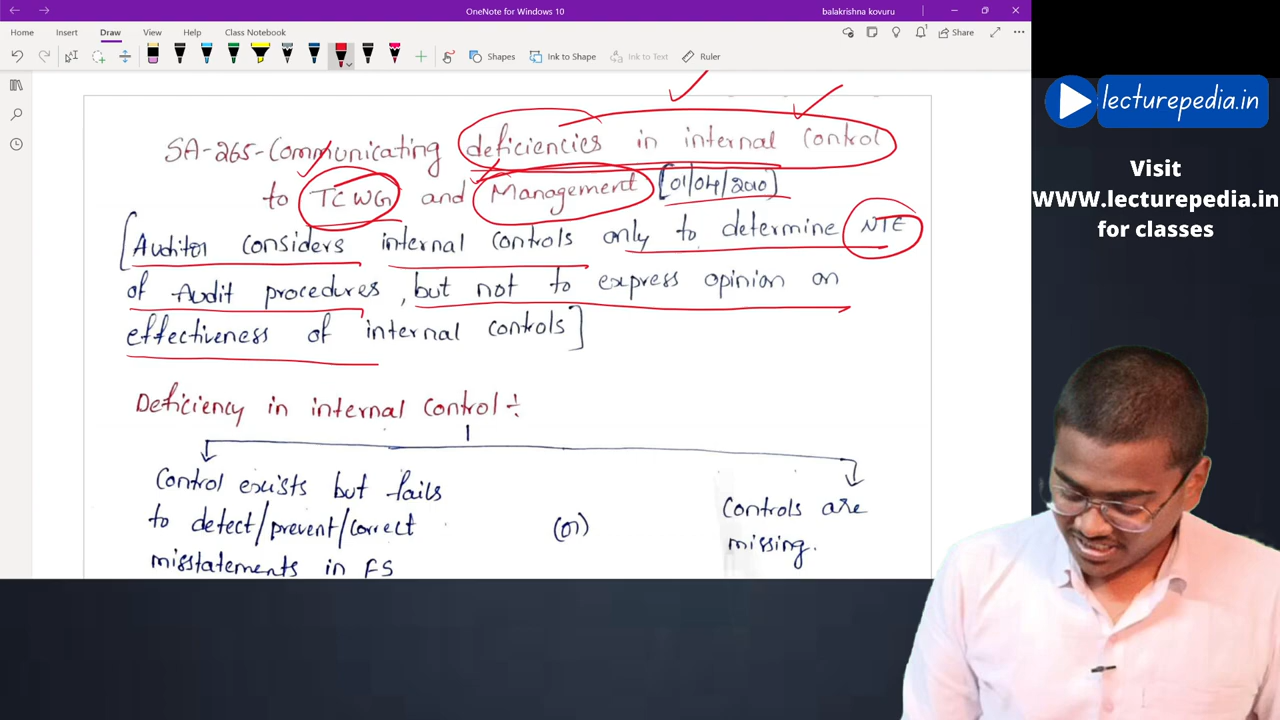 OneNote for Windows 10
balakrishna kovuru
Home Insert Draw View Help Class Notebook
Share
Shapes Ink to Shape Ink to Text Ruler
SA-265-Communicating deficiencies in internal control
to TCWG and Management [01/04/2010]
[Auditor considers internal controls only to determine NTE
of Audit procedures, but not to express opinion on
effectiveness of internal controls]
Deficiency in internal control ÷
Control exists but fails
to detect/prevent/correct
misstatements in FS
(or)
Controls are
missing.
lecturepedia.in
Visit
www.lecturepedia.in
for classes